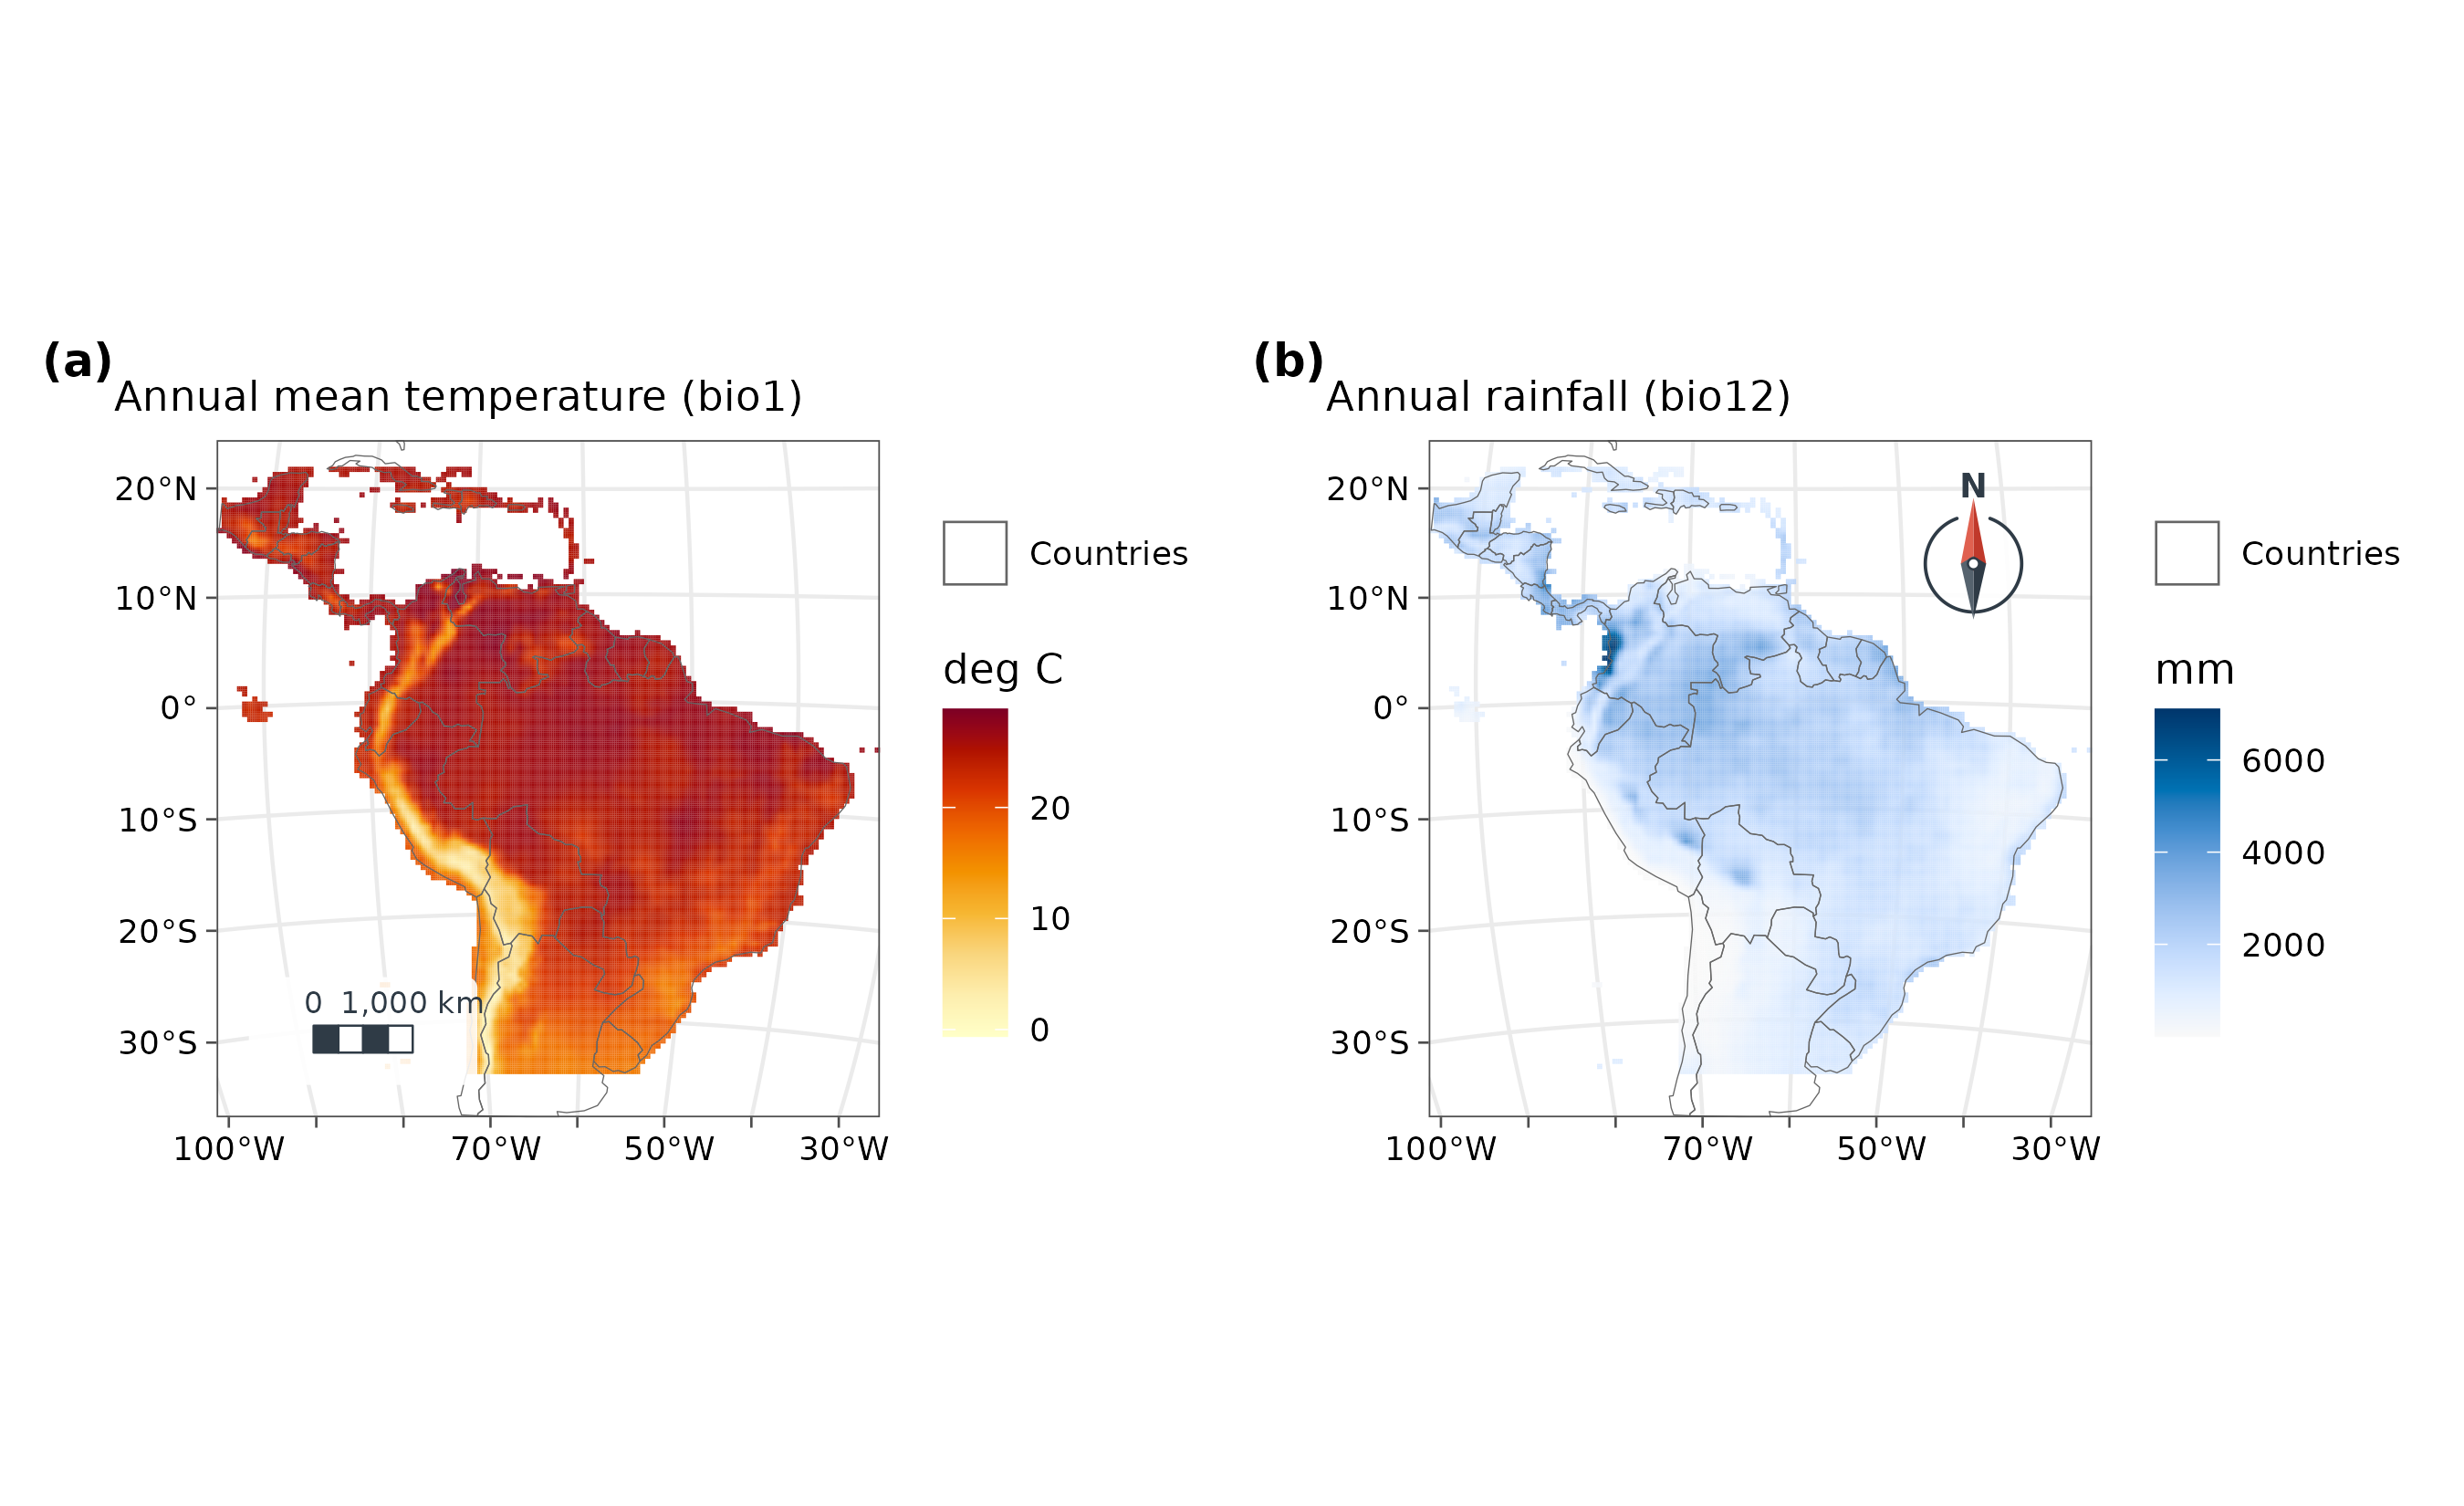 (a)
Annual mean temperature (bio1)
20°N
10°N
0°
10°S
20°S
30°S
0 1,000 km
100°W 70°W 50°W 30°W
Countries
deg C
20
10
0
(b)
Annual rainfall (bio12)
20°N
10°N
0°
10°S
20°S
30°S
N
100°W 70°W 50°W 30°W
Countries
mm
6000
4000
2000